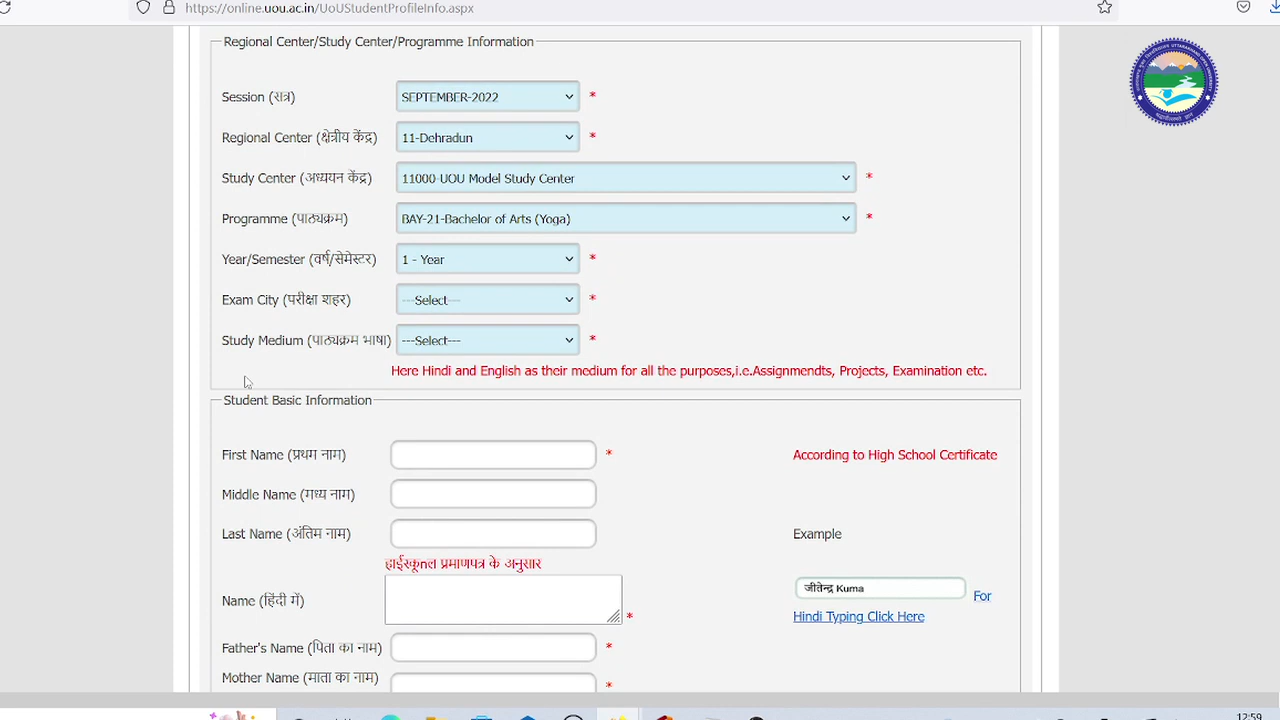 https://online.uou.ac.in/UoUStudentProfileInfo.aspx
Regional Center/Study Center/Programme Information
Session (सत्र) SEPTEMBER-2022 *
Regional Center (क्षेत्रीय केंद्र) 11-Dehradun *
Study Center (अध्ययन केंद्र) 11000-UOU Model Study Center *
Programme (पाठ्यक्रम) BAY-21-Bachelor of Arts (Yoga) *
Year/Semester (वर्ष/सेमेस्टर) 1 - Year *
Exam City (परीक्षा शहर) ---Select--- *
Study Medium (पाठ्यक्रम भाषा) ---Select--- *
Here Hindi and English as their medium for all the purposes,i.e.Assignmendts, Projects, Examination etc.
Student Basic Information
First Name (प्रथम नाम) * According to High School Certificate
Middle Name (मध्य नाम)
Last Name (अंतिम नाम) Example
हाईस्कूnल प्रमाणपत्र के अनुसार
Name (हिंदी में) * जीतेन्द्र Kuma For
Hindi Typing Click Here
Father's Name (पिता का नाम) *
Mother Name (माता का नाम) *
12:59